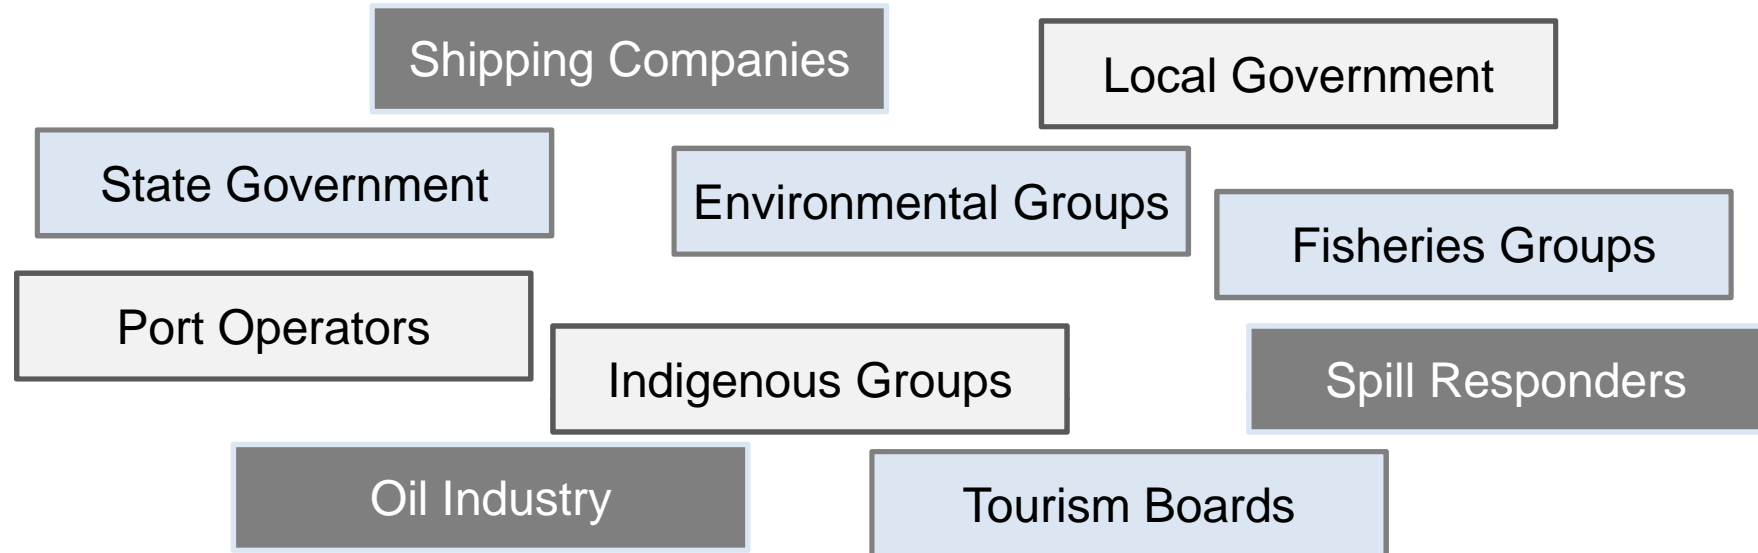 Shipping Companies
Local Government
State Government
Environmental Groups
Fisheries Groups
Port Operators
Indigenous Groups
Spill Responders
Oil Industry
Tourism Boards